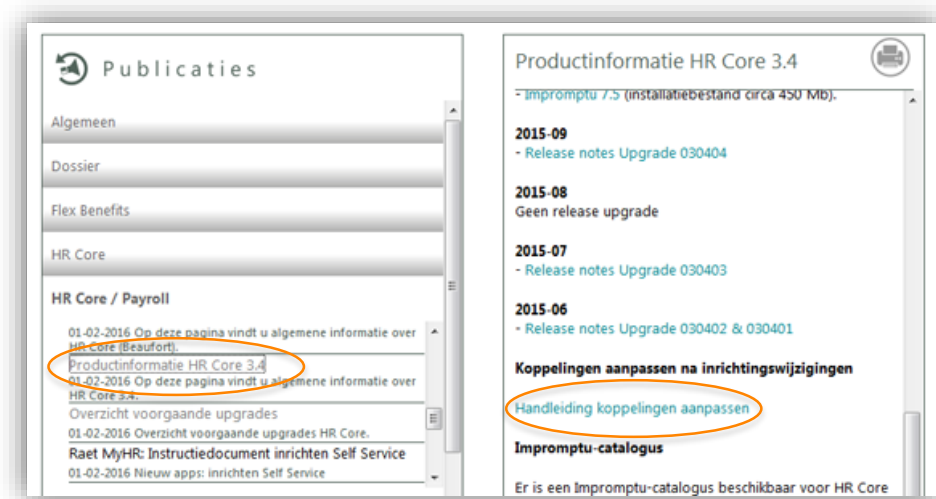 Publicaties
Algemeen
Dossier
Flex Benefits
HR Core
HR Core / Payroll
01-02-2016 Op deze pagina vindt u algemene informatie over
HR Core (Beaufort).
Productinformatie HR Core 3.4
01-02-2016 Op deze pagina vindt u algemene informatie over
HR Core 3.4.
Overzicht voorgaande upgrades
01-02-2016 Overzicht voorgaande upgrades HR Core.
Raet MyHR: Instructiedocument inrichten Self Service
01-02-2016 Nieuw apps: inrichten Self Service
Productinformatie HR Core 3.4
- Impromptu 7.5 (installatiebestand circa 450 Mb).
2015-09
- Release notes Upgrade 030404
2015-08
Geen release upgrade
2015-07
- Release notes Upgrade 030403
2015-06
- Release notes Upgrade 030402 & 030401
Koppelingen aanpassen na inrichtingswijzigingen
Handleiding koppelingen aanpassen
Impromptu-catalogus
Er is een Impromptu-catalogus beschikbaar voor HR Core